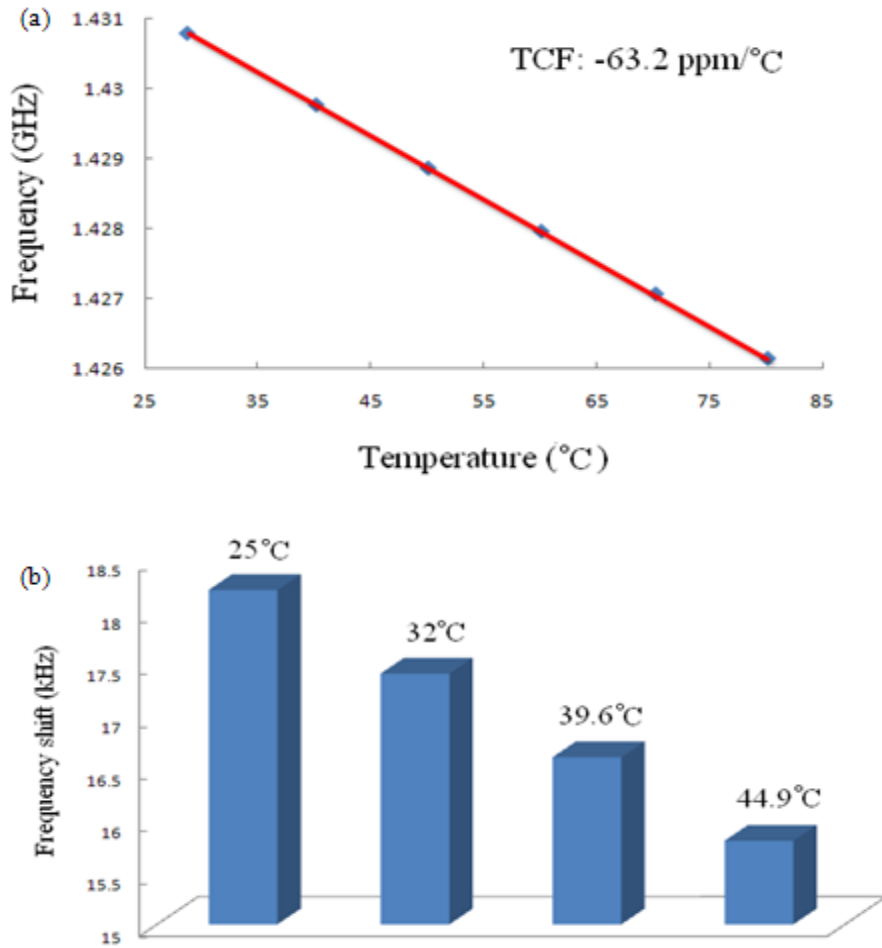 (a)
TCF: -63.2 ppm/°C
Frequency (GHz)
1.431
1.43
1.429
1.428
1.427
1.426
25 35 45 55 65 75 85
Temperature (°C)
(b)
Frequency shift (kHz)
18.5
18
17.5
17
16.5
16
15.5
15
25°C
32°C
39.6°C
44.9°C